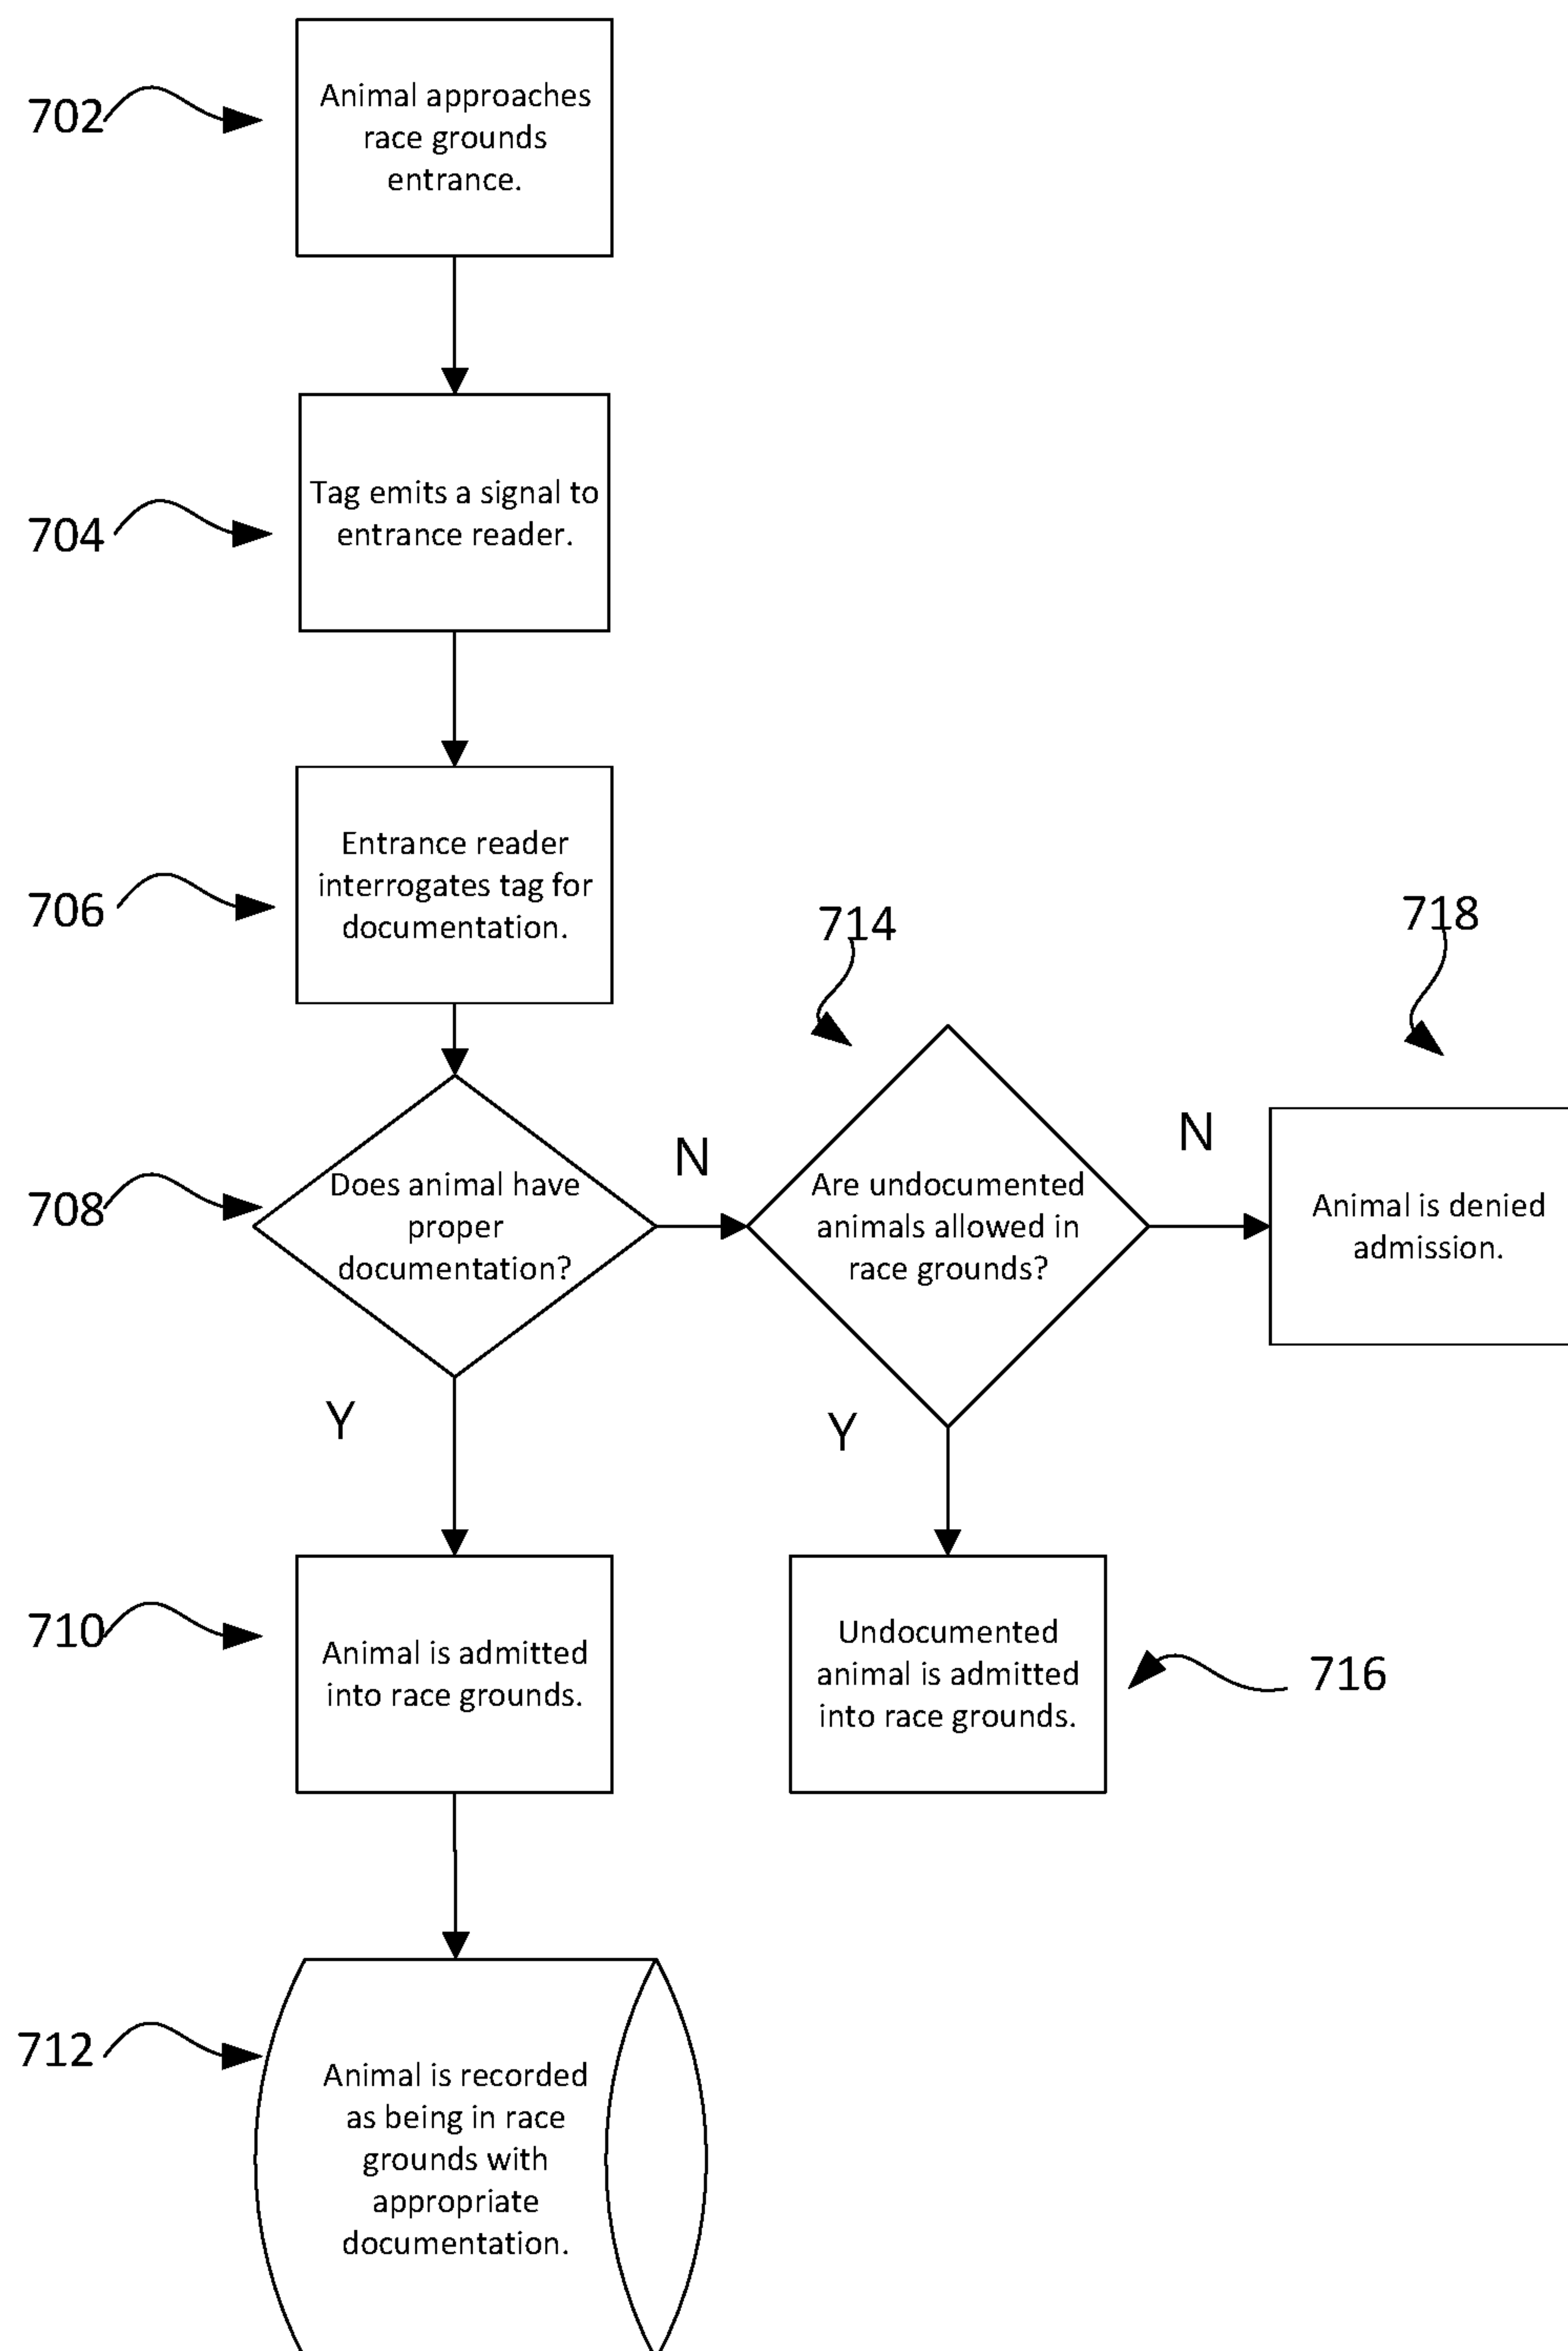 702
Animal approaches
race grounds
entrance.
704
Tag emits a signal to
entrance reader.
706
Entrance reader
interrogates tag for
documentation.
714
718
708
Does animal have
proper
documentation?
N
Are undocumented
animals allowed in
race grounds?
N
Animal is denied
admission.
Y
Y
710
Animal is admitted
into race grounds.
Undocumented
animal is admitted
into race grounds.
716
712
Animal is recorded
as being in race
grounds with
appropriate
documentation.